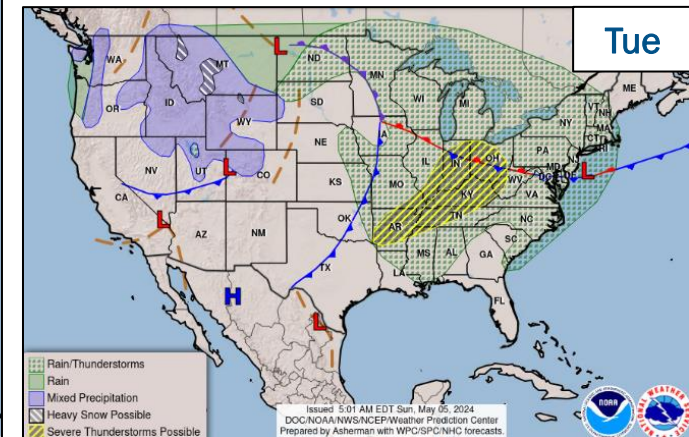 Tue
L
ND
WA
MT
MN
ME
OR
ID
SD
WI
MI
VT
NH
NY
MA
CT
WY
IA
PA
NJ
NE
IL
IN
OH
MD
NV
UT
L
CO
KS
MO
KY
WV
VA
DE
L
CA
L
OK
TN
NC
AZ
NM
AR
SC
MS
AL
GA
TX
LA
H
FL
L
Rain/Thunderstorms
Rain
Mixed Precipitation
Heavy Snow Possible
Severe Thunderstorms Possible
Issued 5:01 AM EDT Sun, May 05, 2024
DOC/NOAA/NWS/NCEP/Weather Prediction Center
Prepared by Asherman with WPC/SPC/NHC forecasts.
NOAA
NATIONAL WEATHER SERVICE